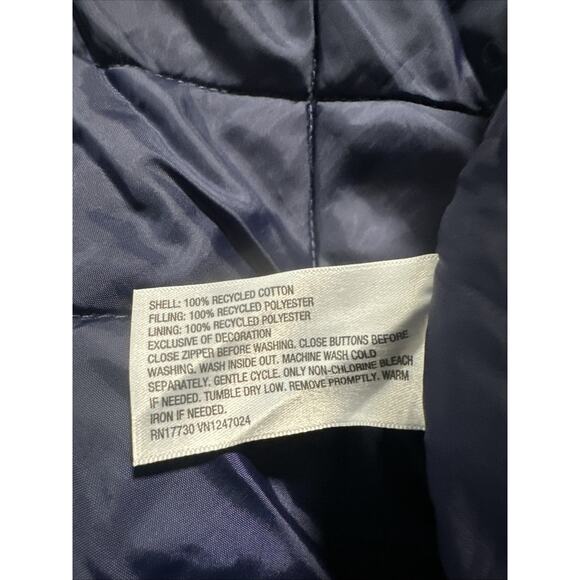 SHELL: 100% RECYCLED COTTON
FILLING: 100% RECYCLED POLYESTER
LINING: 100% RECYCLED POLYESTER
EXCLUSIVE OF DECORATION
CLOSE ZIPPER BEFORE WASHING. CLOSE BUTTONS BEFORE
WASHING. WASH INSIDE OUT. MACHINE WASH COLD
SEPARATELY. GENTLE CYCLE. ONLY NON-CHLORINE BLEACH
IF NEEDED. TUMBLE DRY LOW. REMOVE PROMPTLY. WARM
IRON IF NEEDED.
RN17730 VN1247024